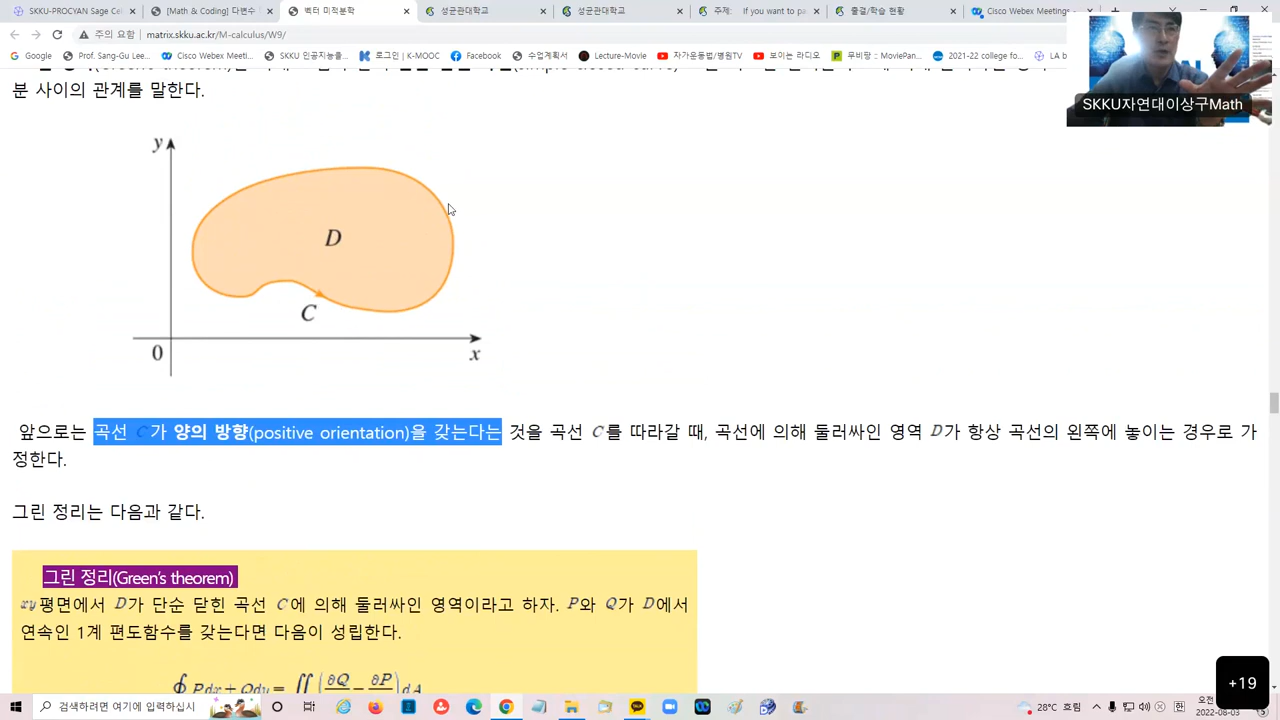 SKKU-PROCYAN Sage Cel
[Math & Coding] 다변수
벡터 미적분학
성균관대학교
성균관대학교
주제: If you want to pa
출결/학습 현황
Cisco Webex Meeting
주의 요함
matrix.skku.ac.kr/M-calculus/W9/
Google
Prof. Sang-Gu Lee...
Cisco Webex Meeti...
SKKU 인공지능을...
로그인 | K-MOOC
Facebook
수업계획서
Lecture-Movie
자가운동법/병원TV
보이는 라디오
무비팡 :: MoviePan...
2021-22 college fo...
LA b
SKKU자연대이상구Math
분 사이의 관계를 말한다.
y
D
C
0
x
앞으로는 곡선 C가 양의 방향(positive orientation)을 갖는다는 것을 곡선 C를 따라갈 때, 곡선에 의해 둘러싸인 영역 D가 항상 곡선의 왼쪽에 놓이는 경우로 가
정한다.
그린 정리는 다음과 같다.
그린 정리(Green's theorem)
xy평면에서 D가 단순 닫힌 곡선 C에 의해 둘러싸인 영역이라고 하자. P와 Q가 D에서
연속인 1계 편도함수를 갖는다면 다음이 성립한다.
∮ Pdx + Qdy = ∬ (∂Q/ − ∂P/) dA
+19
검색하려면 여기에 입력하십시
28°C 흐림
오전
2022-08-03